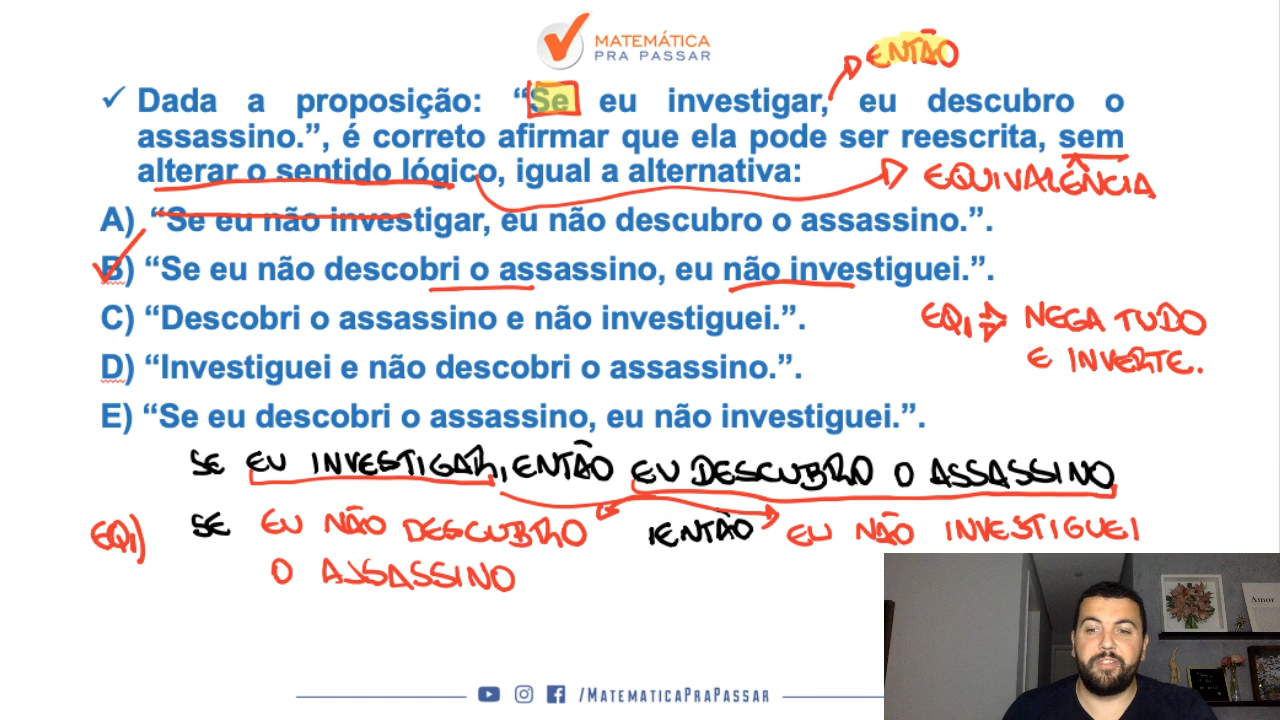 MATEMÁTICA
PRA PASSAR
ENTÃO
✓ Dada a proposição: “Se eu investigar, eu descubro o
assassino.”, é correto afirmar que ela pode ser reescrita, sem
alterar o sentido lógico, igual a alternativa:
EQUIVALÊNCIA
A) “Se eu não investigar, eu não descubro o assassino.”.
B) “Se eu não descobri o assassino, eu não investiguei.”.
C) “Descobri o assassino e não investiguei.”.
EQ1 ⇒ NEGA TUDO
E INVERTE.
D) “Investiguei e não descobri o assassino.”.
E) “Se eu descobri o assassino, eu não investiguei.”.
SE EU INVESTIGAR, ENTÃO EU DESCUBRO O ASSASSINO
EQ1) SE EU NÃO DESCUBRO , ENTÃO EU NÃO INVESTIGUEI
O ASSASSINO
Amor
/MATEMATICAPRAPASSAR